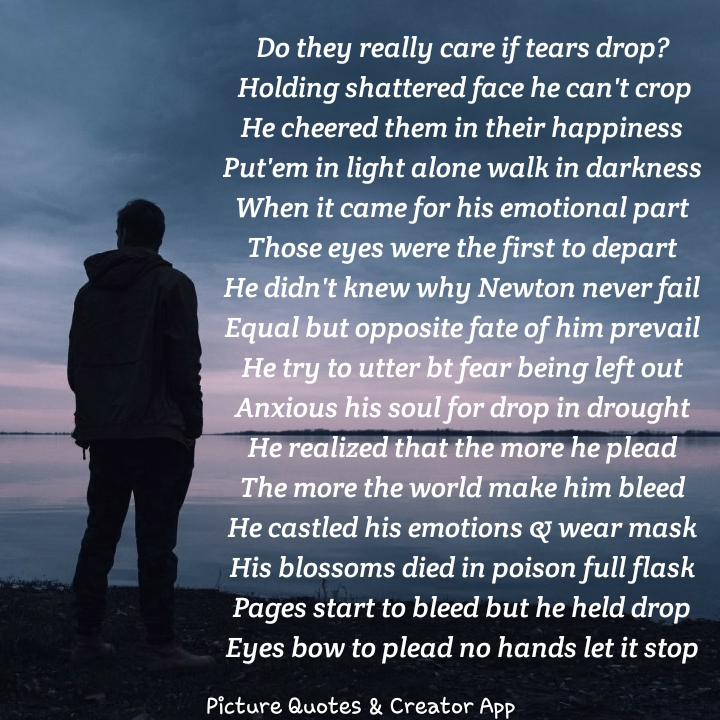 Do they really care if tears drop?
Holding shattered face he can't crop
He cheered them in their happiness
Put'em in light alone walk in darkness
When it came for his emotional part
Those eyes were the first to depart
He didn't knew why Newton never fail
Equal but opposite fate of him prevail
He try to utter bt fear being left out
Anxious his soul for drop in drought
He realized that the more he plead
The more the world make him bleed
He castled his emotions & wear mask
His blossoms died in poison full flask
Pages start to bleed but he held drop
Eyes bow to plead no hands let it stop
Picture Quotes & Creator App